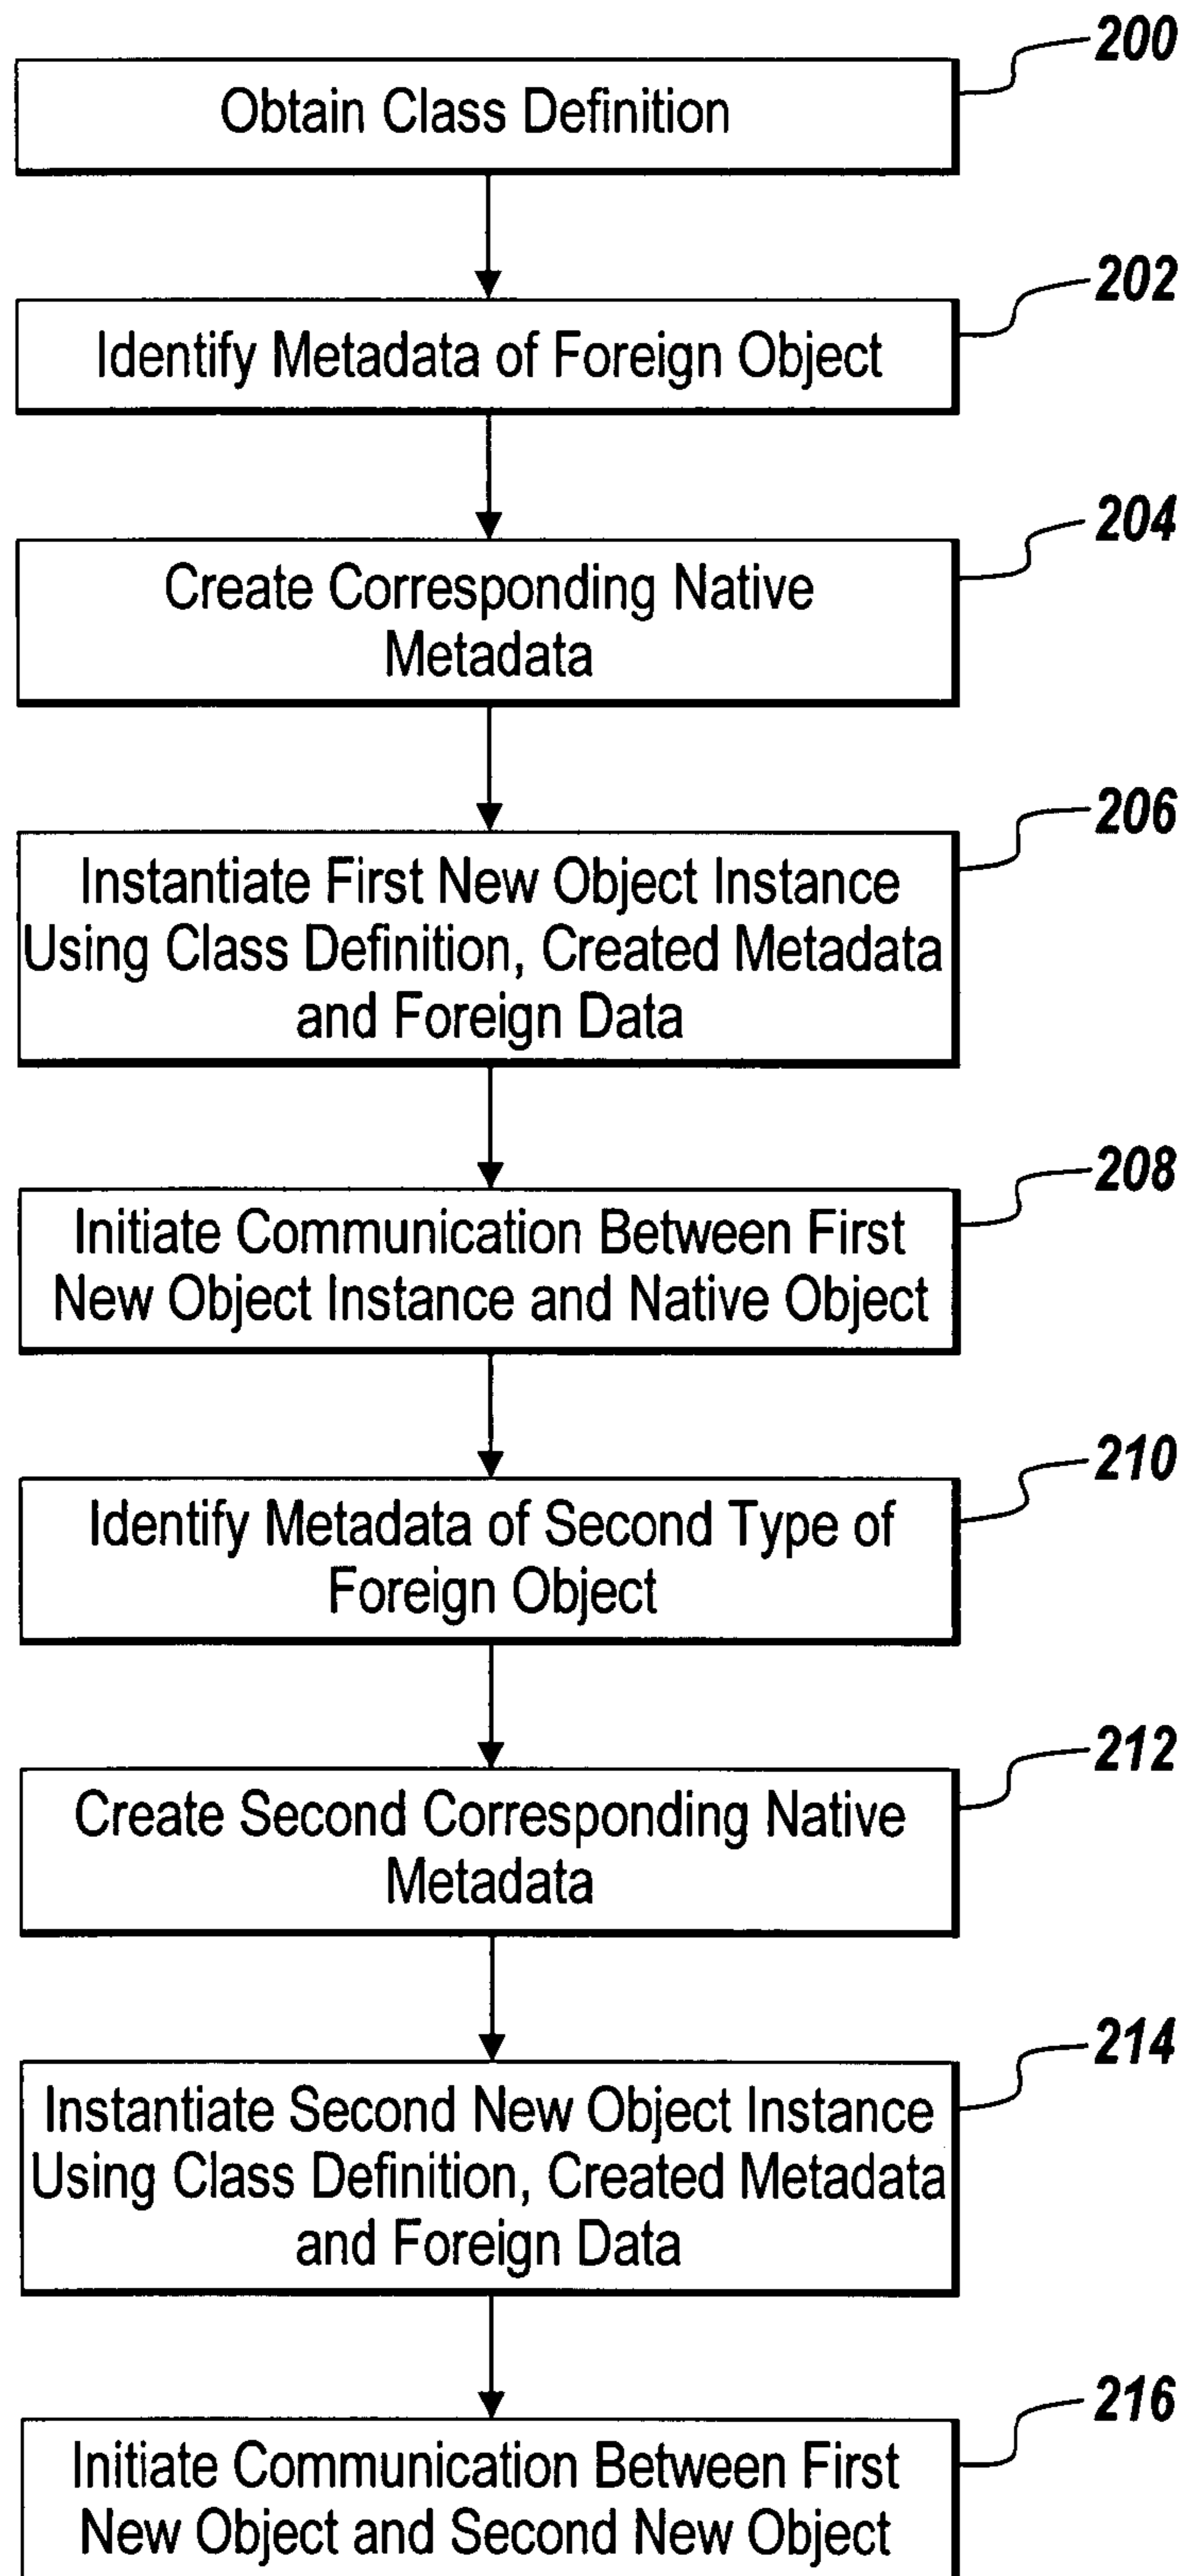 200
Obtain Class Definition
202
Identify Metadata of Foreign Object
204
Create Corresponding Native
Metadata
206
Instantiate First New Object Instance
Using Class Definition, Created Metadata
and Foreign Data
208
Initiate Communication Between First
New Object Instance and Native Object
210
Identify Metadata of Second Type of
Foreign Object
212
Create Second Corresponding Native
Metadata
214
Instantiate Second New Object Instance
Using Class Definition, Created Metadata
and Foreign Data
216
Initiate Communication Between First
New Object and Second New Object